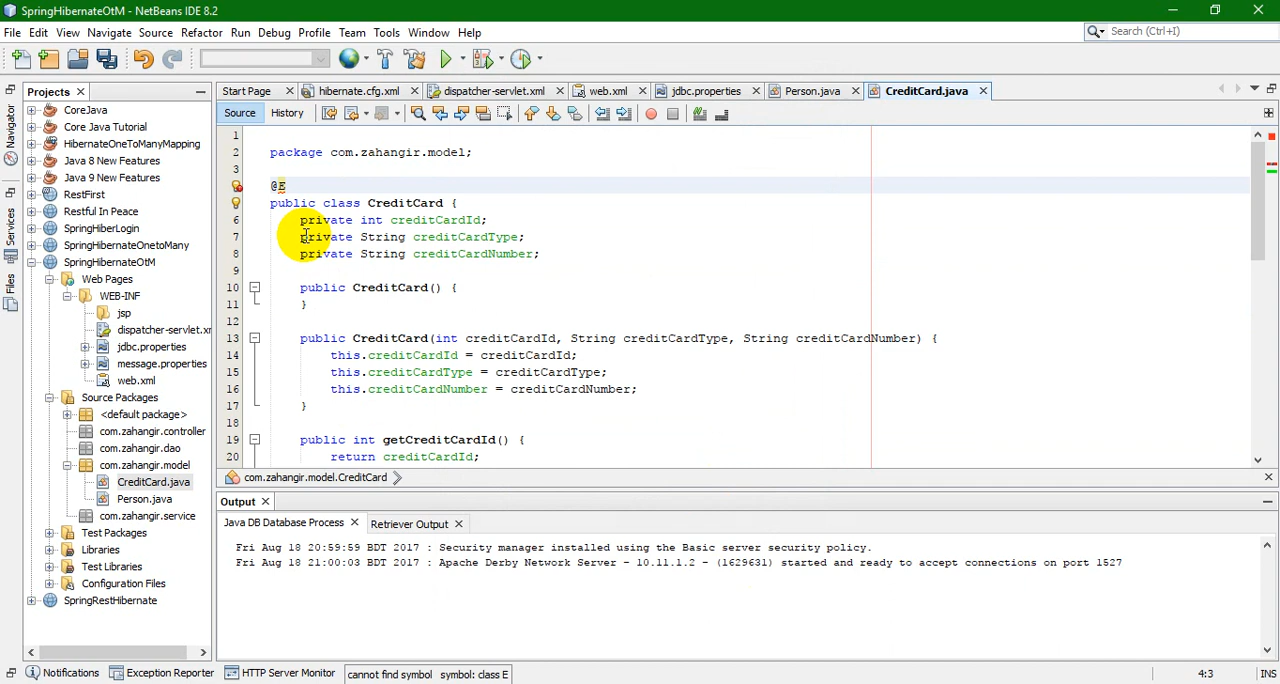 SpringHibernateOtM - NetBeans IDE 8.2
File Edit View Navigate Source Refactor Run Debug Profile Team Tools Window Help
Search (Ctrl+I)
Projects
Start Page hibernate.cfg.xml dispatcher-servlet.xml web.xml jdbc.properties Person.java CreditCard.java
Source History
Navigator
Services
Files
CoreJava
Core Java Tutorial
HibernateOneToManyMapping
Java 8 New Features
Java 9 New Features
RestFirst
Restful In Peace
SpringHiberLogin
SpringHibernateOnetoMany
SpringHibernateOtM
Web Pages
WEB-INF
jsp
dispatcher-servlet.xm
jdbc.properties
message.properties
web.xml
Source Packages
<default package>
com.zahangir.controller
com.zahangir.dao
com.zahangir.model
CreditCard.java
Person.java
com.zahangir.service
Test Packages
Libraries
Test Libraries
Configuration Files
SpringRestHibernate
1
2 package com.zahangir.model;
3
@E
public class CreditCard {
6 private int creditCardId;
7 private String creditCardType;
8 private String creditCardNumber;
9
10 public CreditCard() {
11 }
12
13 public CreditCard(int creditCardId, String creditCardType, String creditCardNumber) {
14 this.creditCardId = creditCardId;
15 this.creditCardType = creditCardType;
16 this.creditCardNumber = creditCardNumber;
17 }
18
19 public int getCreditCardId() {
20 return creditCardId;
com.zahangir.model.CreditCard
Output
Java DB Database Process Retriever Output
Fri Aug 18 20:59:59 BDT 2017 : Security manager installed using the Basic server security policy.
Fri Aug 18 21:00:03 BDT 2017 : Apache Derby Network Server - 10.11.1.2 - (1629631) started and ready to accept connections on port 1527
Notifications Exception Reporter HTTP Server Monitor cannot find symbol symbol: class E 4:3 INS